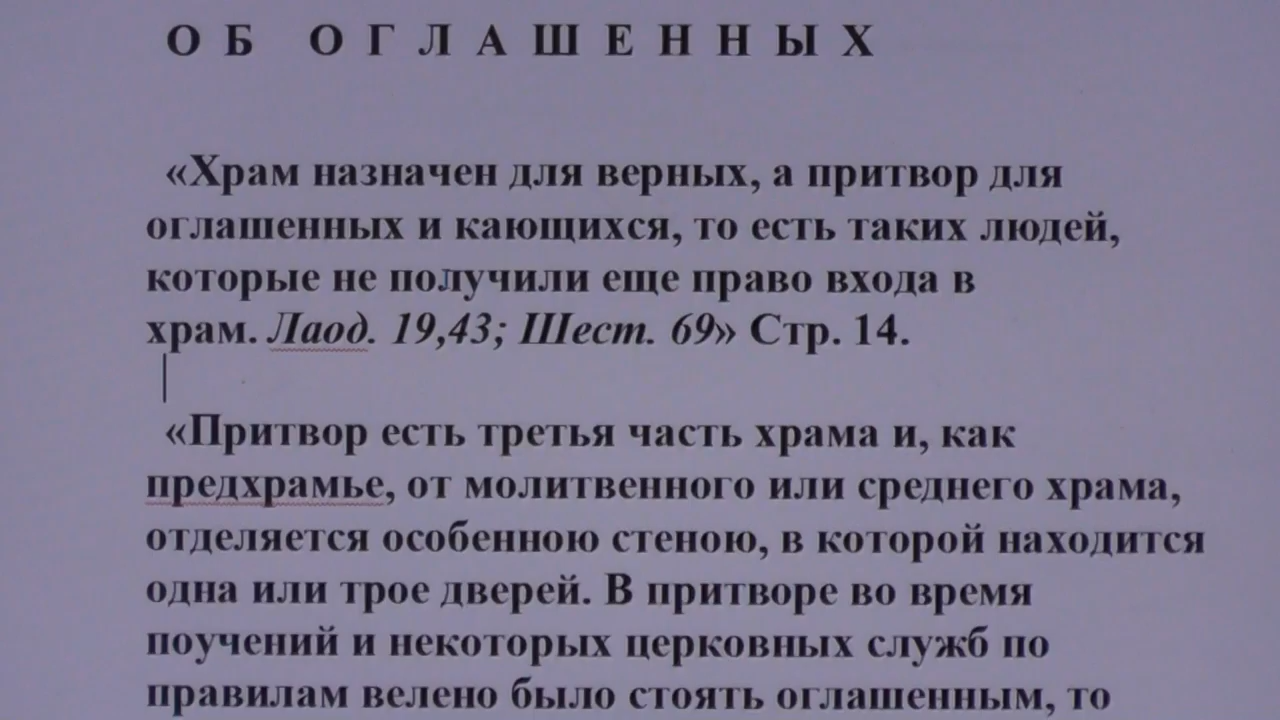 ОБ ОГЛАШЕННЫХ
«Храм назначен для верных, а притвор для
оглашенных и кающихся, то есть таких людей,
которые не получили еще право входа в
храм. Лаод. 19,43; Шест. 69» Стр. 14.
«Притвор есть третья часть храма и, как
предхрамье, от молитвенного или среднего храма,
отделяется особенною стеною, в которой находится
одна или трое дверей. В притворе во время
поучений и некоторых церковных служб по
правилам велено было стоять оглашенным, то